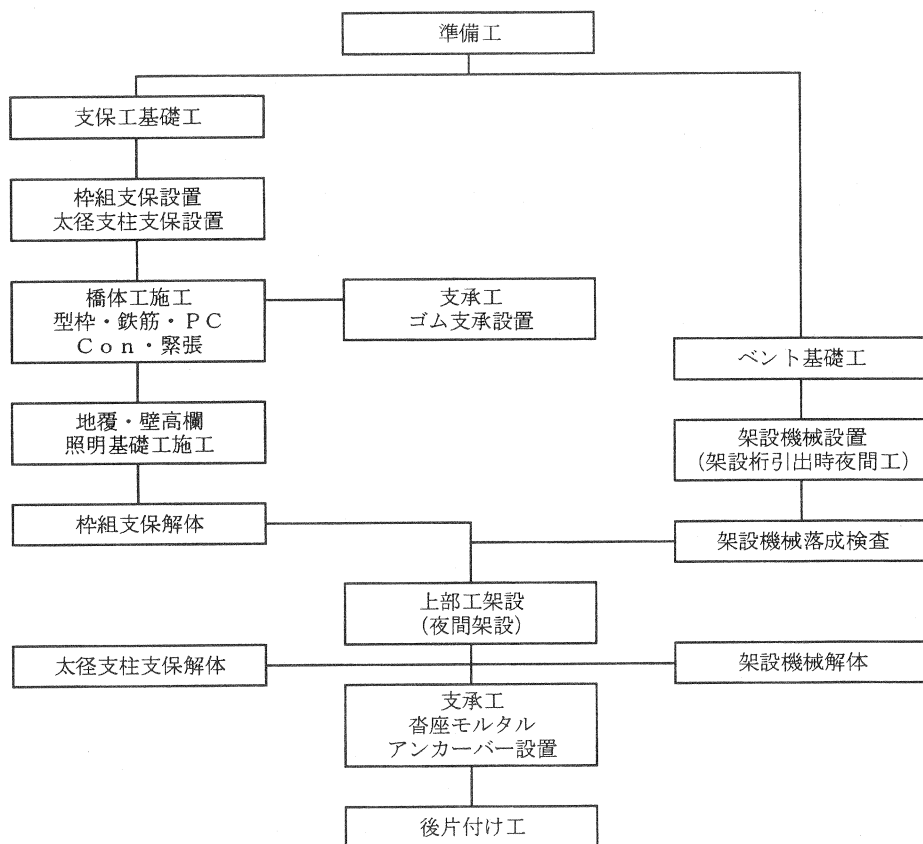 準備工
支保工基礎工
枠組支保設置
太径支柱支保設置
橋体工施工
型枠・鉄筋・ＰＣ
Ｃｏｎ・緊張
支承工
ゴム支承設置
地覆・壁高欄
照明基礎工施工
枠組支保解体
ベント基礎工
架設機械設置
(架設桁引出時夜間工)
架設機械落成検査
上部工架設
(夜間架設)
太径支柱支保解体
架設機械解体
支承工
沓座モルタル
アンカーバー設置
後片付け工